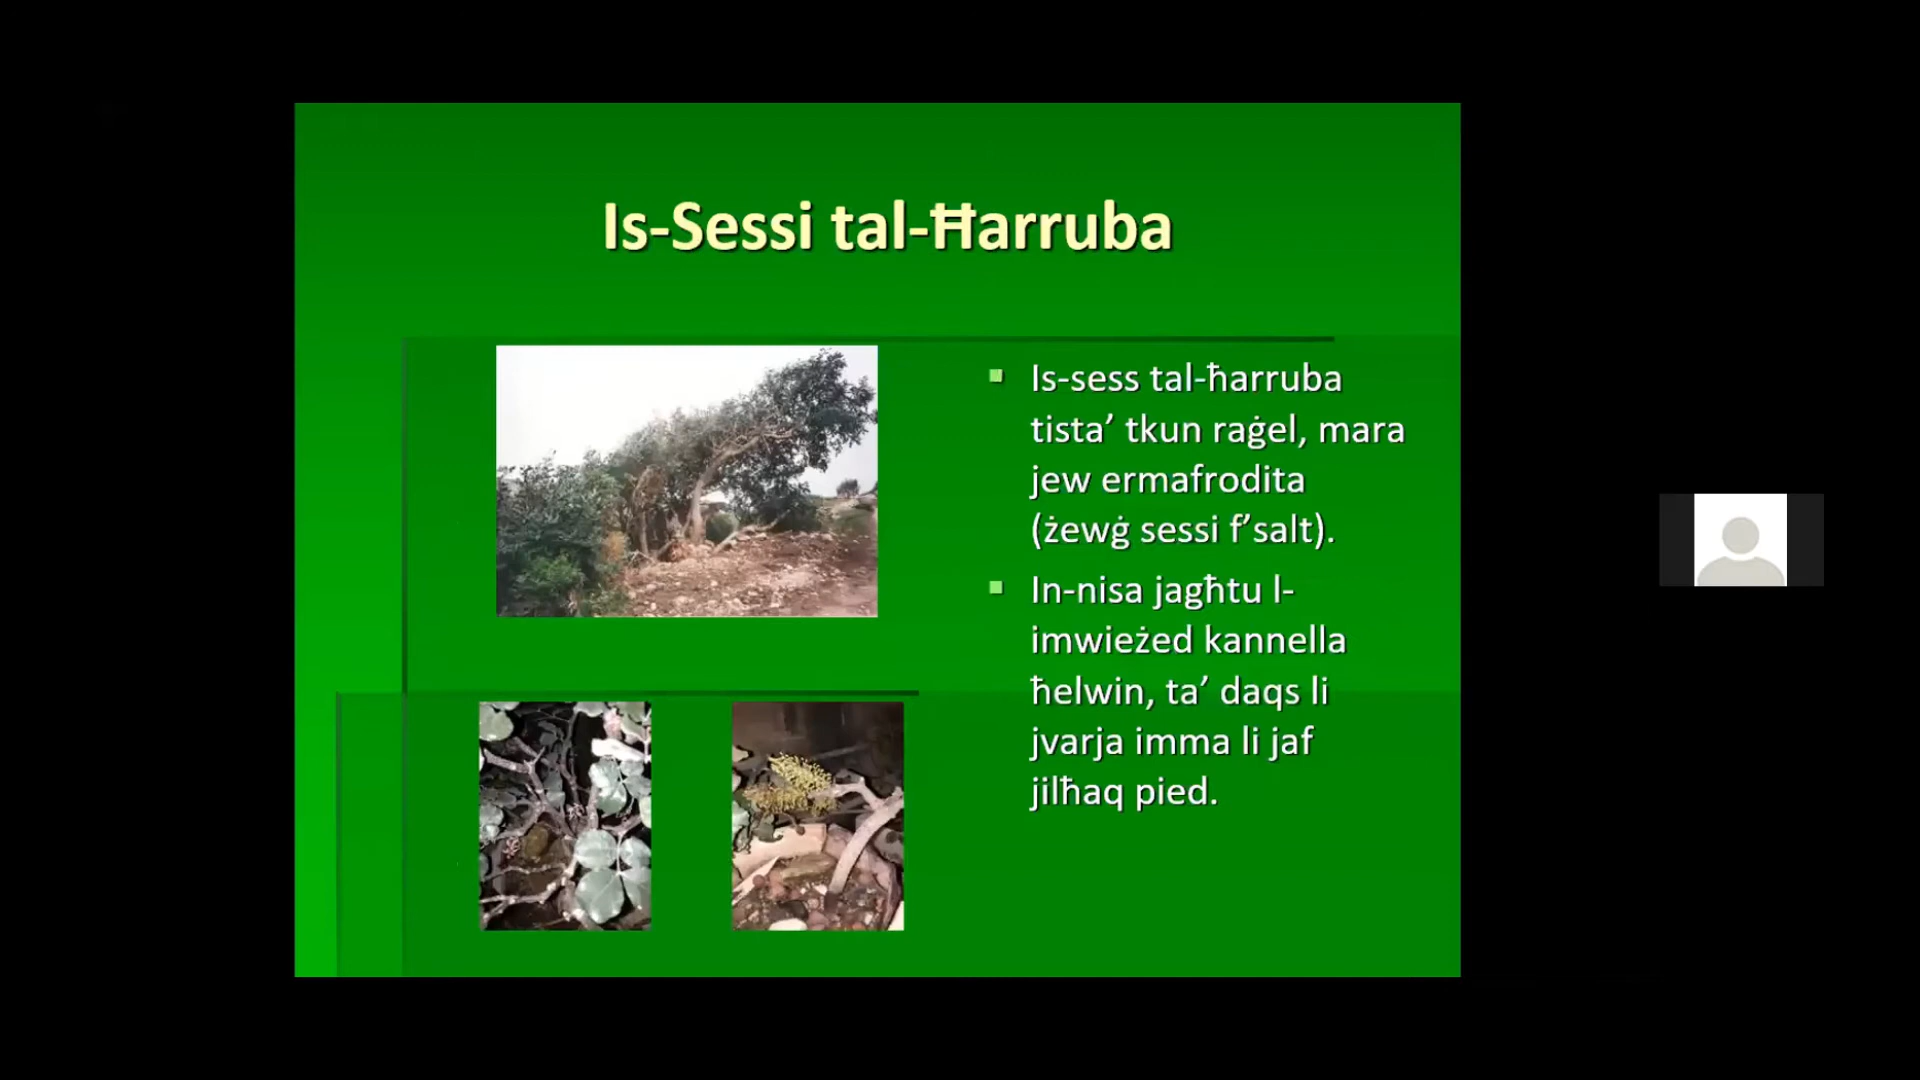 Is-Sessi tal-Ħarruba
Is-sess tal-ħarruba
tista’ tkun raġel, mara
jew ermafrodita
(żewġ sessi f’salt).
In-nisa jagħtu l-
imwieżed kannella
ħelwin, ta’ daqs li
jvarja imma li jaf
jilħaq pied.